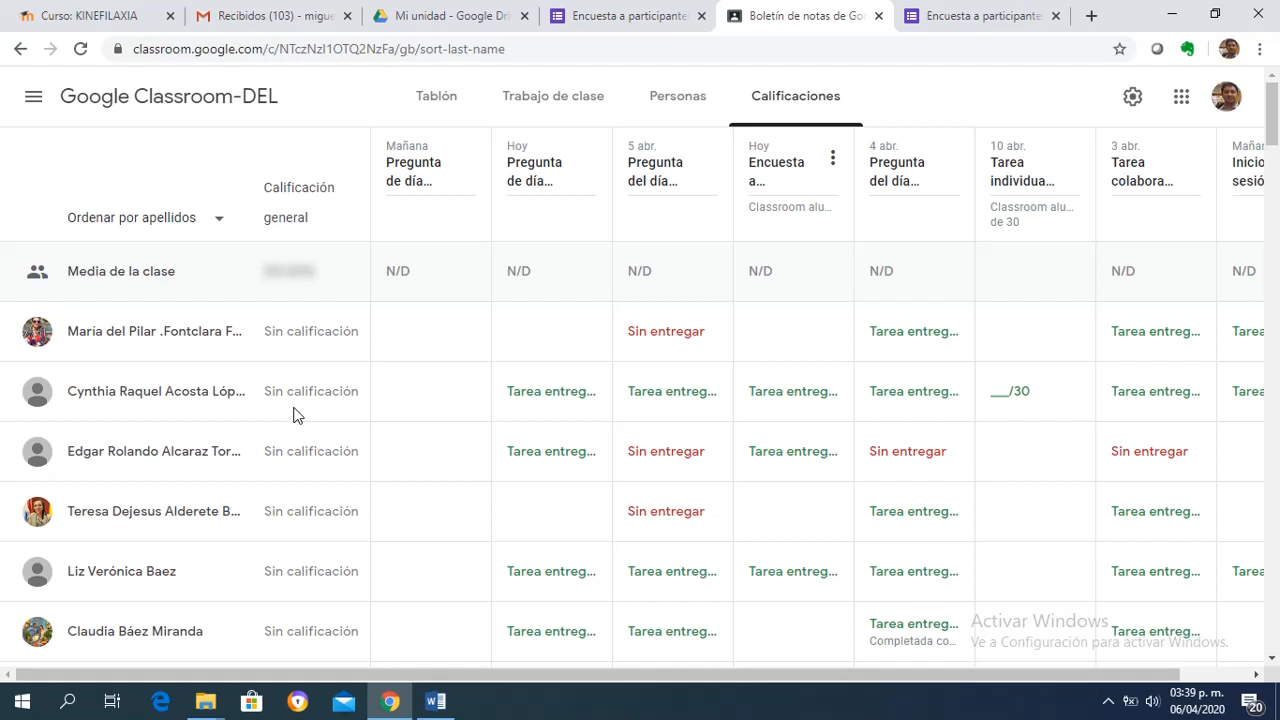 Curso: KINEFILAXIA
Recibidos (103) - migue
Mi unidad - Google Dri
Encuesta a participante
Boletín de notas de Go
Encuesta a participante
classroom.google.com/c/NTczNzI1OTQ2NzFa/gb/sort-last-name
Google Classroom-DEL
Tablón
Trabajo de clase
Personas
Calificaciones
Ordenar por apellidos
Calificación
general
Mañana
Pregunta
de día...
Hoy
Pregunta
de día...
5 abr.
Pregunta
del día...
Hoy
Encuesta
a...
Classroom alu...
4 abr.
Pregunta
del día...
10 abr.
Tarea
individua...
Classroom alu...
de 30
3 abr.
Tarea
colabora...
Mañar
Inicio
sesió
Media de la clase N/D N/D N/D N/D N/D N/D N/D
Maria del Pilar .Fontclara F... Sin calificación Sin entregar Tarea entreg... Tarea entreg... Tarea
Cynthia Raquel Acosta Lóp... Sin calificación Tarea entreg... Tarea entreg... Tarea entreg... Tarea entreg... __/30 Tarea entreg... Tarea
Edgar Rolando Alcaraz Tor... Sin calificación Tarea entreg... Sin entregar Tarea entreg... Sin entregar Sin entregar
Teresa Dejesus Alderete B... Sin calificación Sin entregar Tarea entreg... Tarea entreg...
Liz Verónica Baez Sin calificación Tarea entreg... Tarea entreg... Tarea entreg... Tarea entreg... Tarea entreg... Tarea
Claudia Báez Miranda Sin calificación Tarea entreg... Tarea entreg... Tarea entreg... Tarea entreg...
Completada co...
Activar Windows
Ve a Configuración para activar Windows.
03:39 p. m.
06/04/2020
20